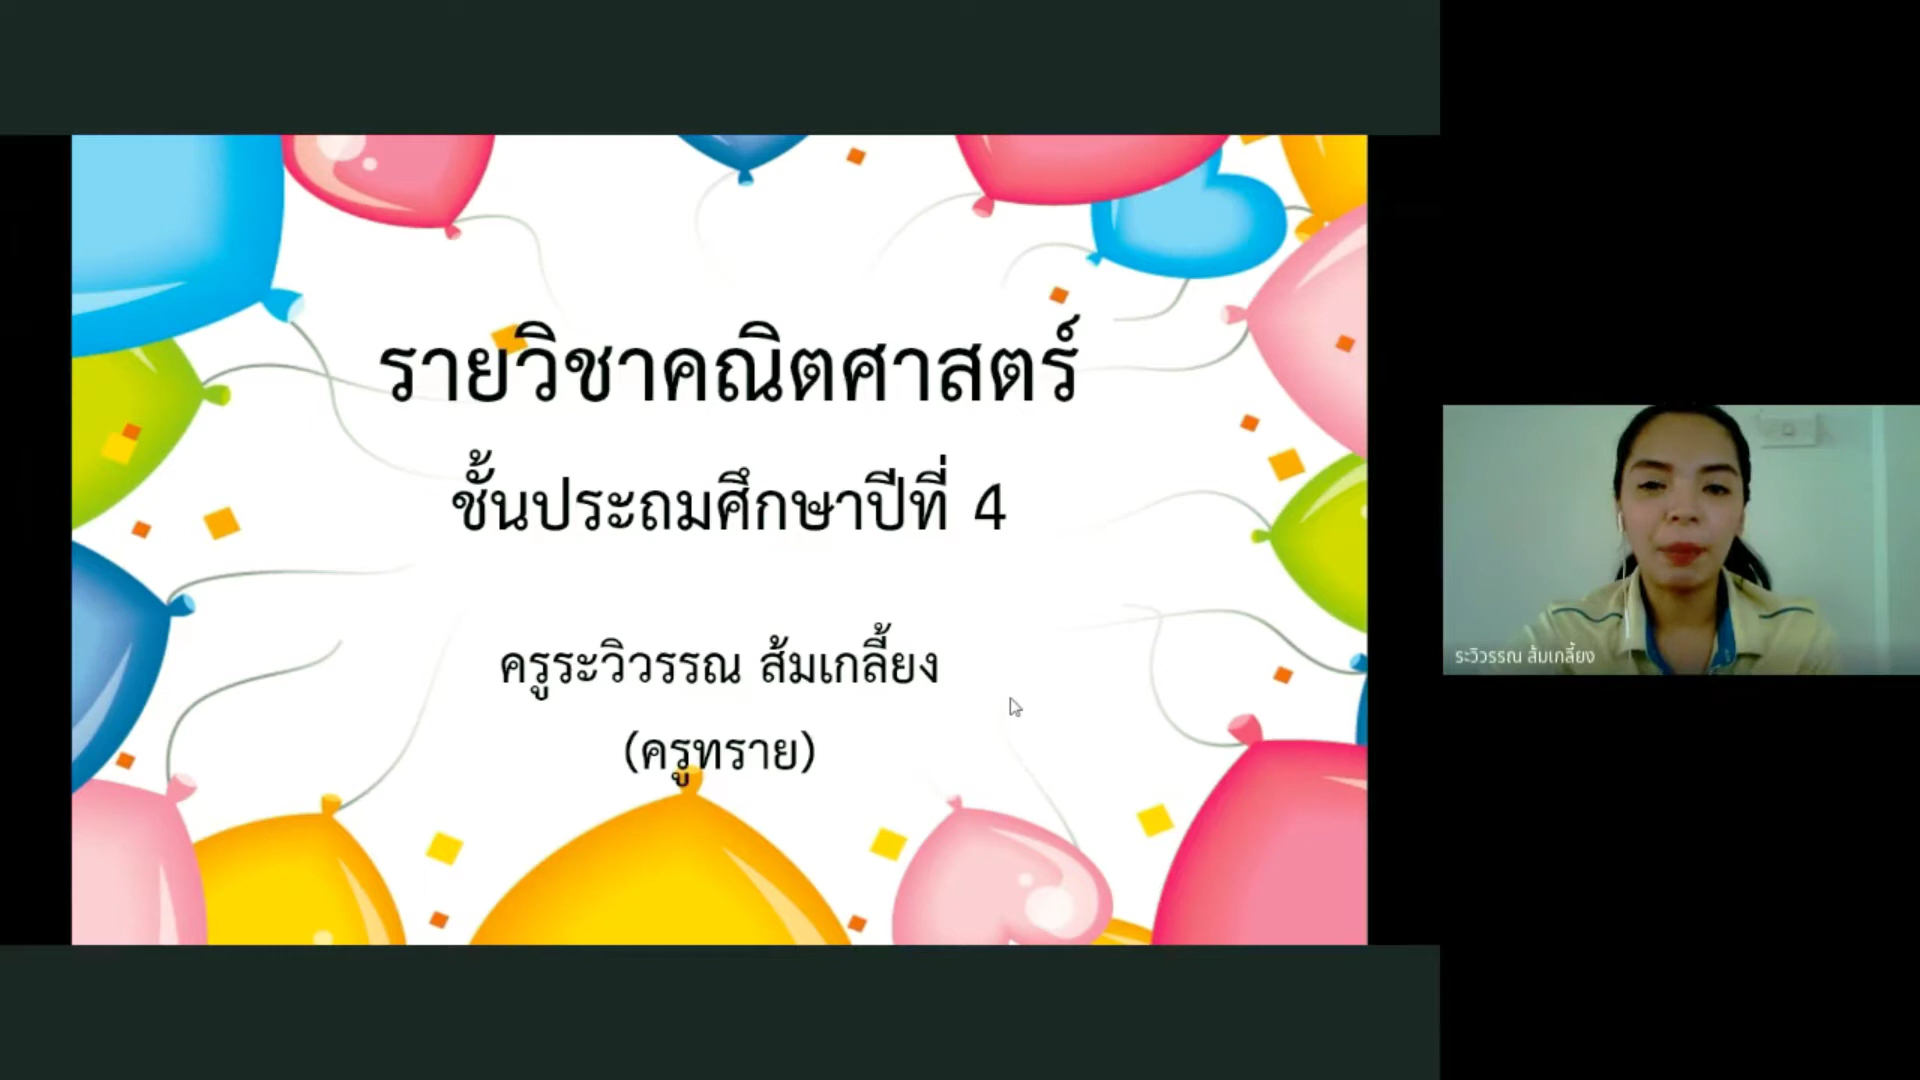 รายวิชาคณิตศาสตร์
ชั้นประถมศึกษาปีที่ 4
ครูระวิวรรณ ส้มเกลี้ยง
(ครูทราย)
ระวิวรรณ ส้มเกลี้ยง